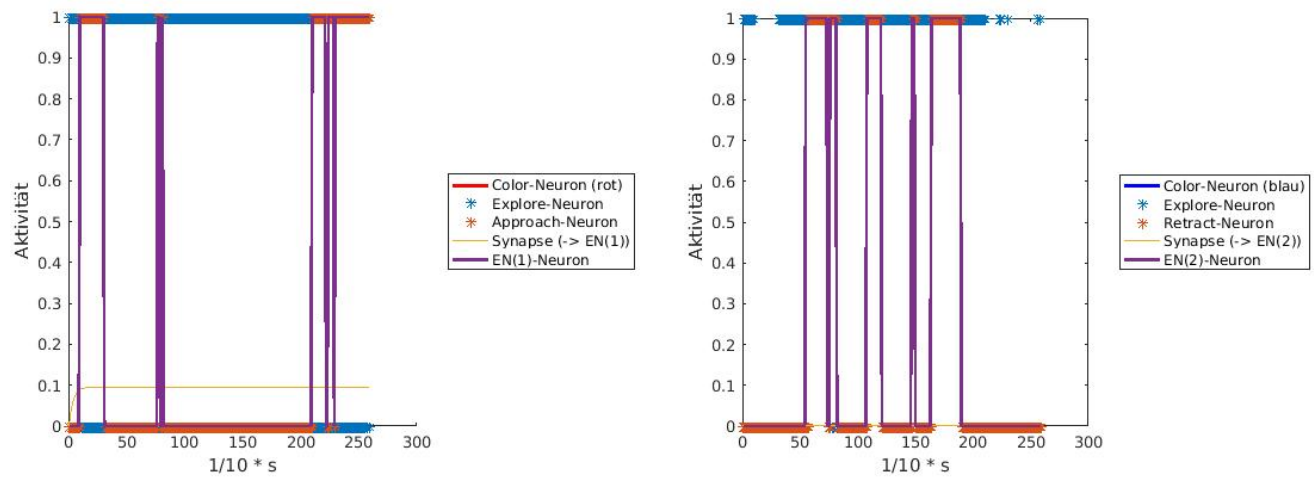 1
0.9
0.8
0.7
0.6
0.5
0.4
0.3
0.2
0.1
0
0 50 100 150 200 250 300
Aktivität
1/10 * s
Color-Neuron (rot)
Explore-Neuron
Approach-Neuron
Synapse (-> EN(1))
EN(1)-Neuron
1
0.9
0.8
0.7
0.6
0.5
0.4
0.3
0.2
0.1
0
0 50 100 150 200 250 300
Aktivität
1/10 * s
Color-Neuron (blau)
Explore-Neuron
Retract-Neuron
Synapse (-> EN(2))
EN(2)-Neuron